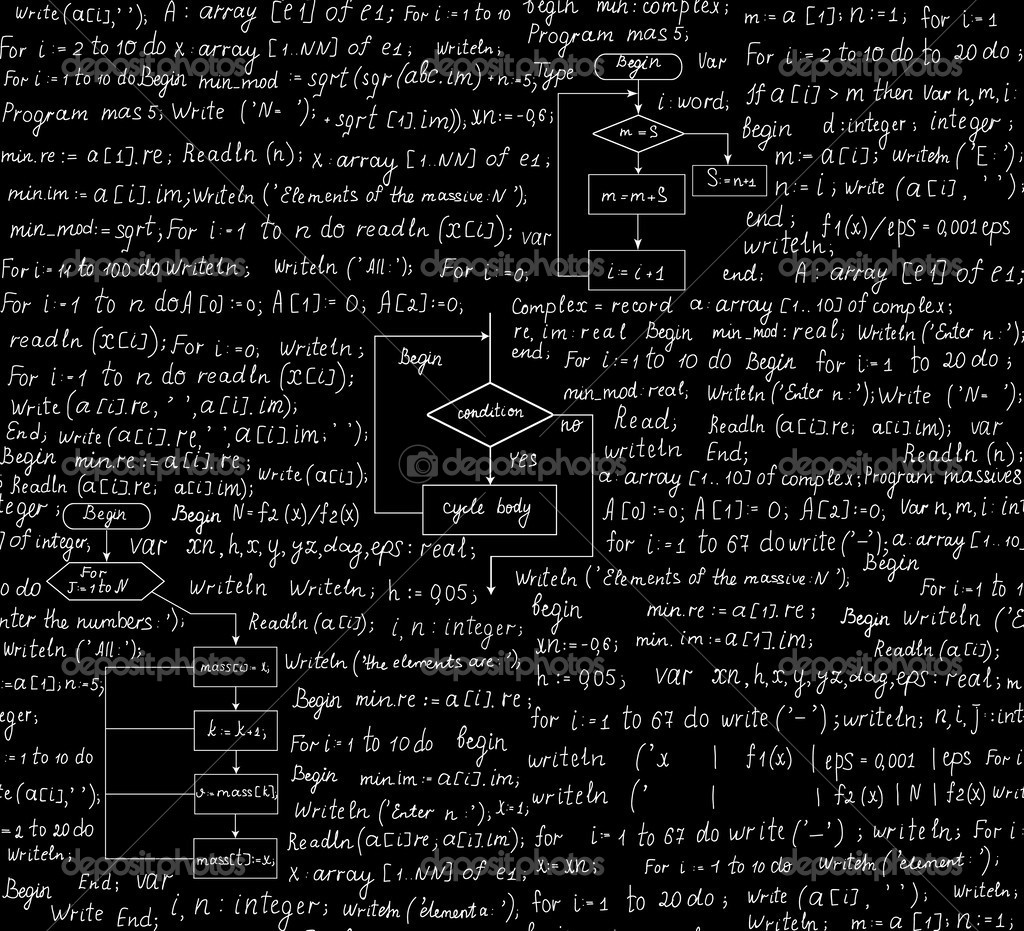 Write(a[i],' '); A: array [e1] of e1; For i:=1 to 10
begin min: complex;
m:= a [1]; n:=1; for i:=1
Program mas 5;
For i:= 2 to 10 do x: array [1..NN] of e1; Writeln;
Begin
Var
For i:= 2 to 10 do to 20 do ;
For i:= 1 to 10 do Begin min_mod := sqrt(sqr(abc.im)+n:=5; Type
If a[i] > m then Var n, m, i:
i: word;
Program mas 5; Write ('N= '); +sqrt [1].im)); xn:=-0,6;
m = S
begin d:integer; integer;
min.re:= a[1].re; Readln (n); x: array [1..NN] of e1;
m:= a[i]; writeln('E:');
S:=n+1
min.im:= a[i].im; Writeln ('Elements of the massive:N');
m=m+S
n:= i; write (a[i], ' ');
min_mod:= sqrt; For i:=1 to n do readln (x[i]); var
end; f1(x)/eps = 0,001 eps
writeln;
For i:= to 100 do Writeln; Writeln ('All:'); For i:=0;
i:= i+1
end; A: array [e1] of e1;
For i:=1 to n do A[0]:=0; A[1]:= 0; A[2]:=0;
Complex = record a: array [1..10] of complex;
readln (x[i]); For i:=0; Writeln;
re, im: real Begin min_mod: real; Writeln('Enter n:');
Begin
end; For i:=1 to 10 do Begin for i:=1 to 20 do;
For i:=1 to n do readln (x[i]);
min_mod: real; Writeln ('Enter n:'); Write ('N= ')
Write (a[i].re, ' ', a[i].im);
condition
no
Read; Readln (a[i].re; a[i].im); var
End; Write (a[i].re, ' ', a[i].im; ' ');
writeln End; Readln (n);
Begin min.re:= a[i].re; Write(a[i]);
YES
depositphotos
a: array [1..10] of complex; Program massive8
Readln (a[i].re; a[i].im);
cycle body
A[0]:=0; A[1]:= 0; A[2]:=0; Var n, m, i: int
teger; Begin Begin N=f2(x)/f2(x)
] of integer; var xn, h, x, y, yz, dag, eps: real;
for i:=1 to 67 do write('-'); a: array [1..10
Begin
For
J:=1 to N
o do Writeln Writeln; h:= 0,05;
Writeln ('Elements of the massive:N');
For i:=1 to 1
nter the numbers:'); Readln (a[i]); i, n: integer;
begin min.re:= a[1].re; Begin Writeln ('E
Writeln ('All:');
mass[i]:= x;
Writeln ('the elements are:');
xn:=-0,6; min.im:= a[1].im; Readln (a[i]);
:=a[1]; n:=5;
Begin min.re:= a[i].re;
h:= 0,05; var xn, h, x, y, yz, dag, eps: real; m
eger;
k:= k+1;
for i:=1 to 67 do write('-'); writeln; n, i, j: int
:= 1 to 10 do
For i:=1 to 10 do begin
writeln ('x | f1(x) | eps = 0,001 | eps For i
te(a[i],' ');
:=mass[k];
Begin min.im:= a[i].im;
writeln (' | | f2(x) | N | f2(x) Writ
= 2 to 20 do
Writeln ('Enter n:'); x:=1;
for i:=1 to 67 do write('-'); writeln; For i:=
Writeln;
mass[t]:=x;
Readln(a[i]re; a[i].im);
x:= xn; For i:=1 to 10 do Writeln ('element:');
Begin End; var
x: array [1..NN] of e1;
Write End; i, n: integer; Writeln ('element a:');
for i:=1 to 20 do; write (a[i], ' '); Writeln;
Writeln; m:= a [1]; n:=1;